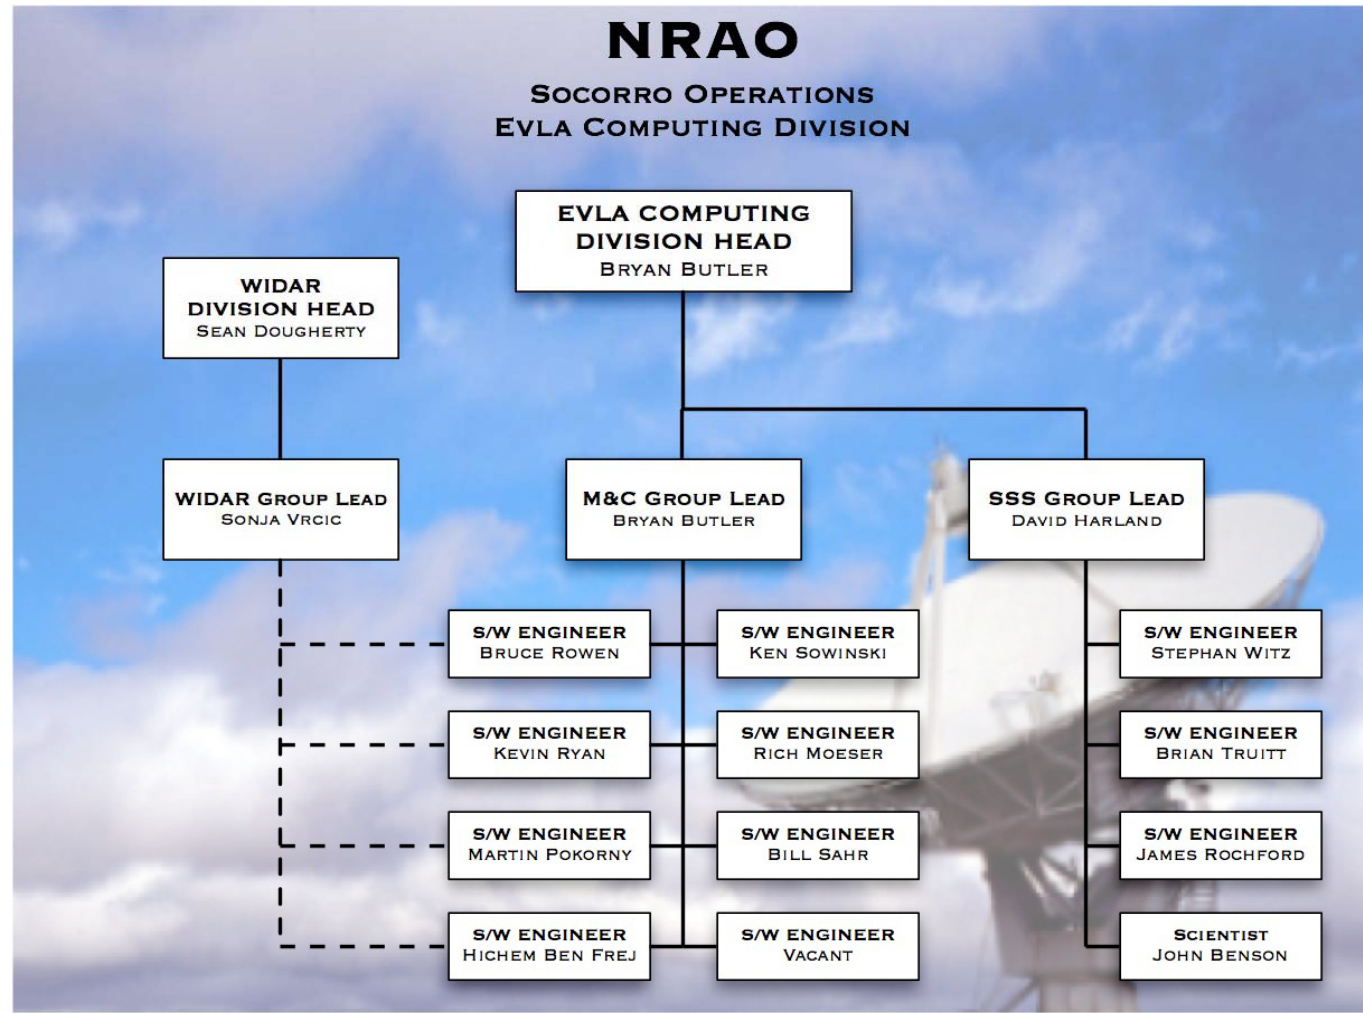 NRAO
SOCORRO OPERATIONS
EVLA COMPUTING DIVISION
EVLA COMPUTING
DIVISION HEAD
BRYAN BUTLER
WIDAR
DIVISION HEAD
SEAN DOUGHERTY
WIDAR GROUP LEAD
SONJA VRCIC
M&C GROUP LEAD
BRYAN BUTLER
SSS GROUP LEAD
DAVID HARLAND
S/W ENGINEER
BRUCE ROWEN
S/W ENGINEER
KEN SOWINSKI
S/W ENGINEER
STEPHAN WITZ
S/W ENGINEER
KEVIN RYAN
S/W ENGINEER
RICH MOESER
S/W ENGINEER
BRIAN TRUITT
S/W ENGINEER
MARTIN POKORNY
S/W ENGINEER
BILL SAHR
S/W ENGINEER
JAMES ROCHFORD
S/W ENGINEER
HICHEM BEN FREJ
S/W ENGINEER
VACANT
SCIENTIST
JOHN BENSON